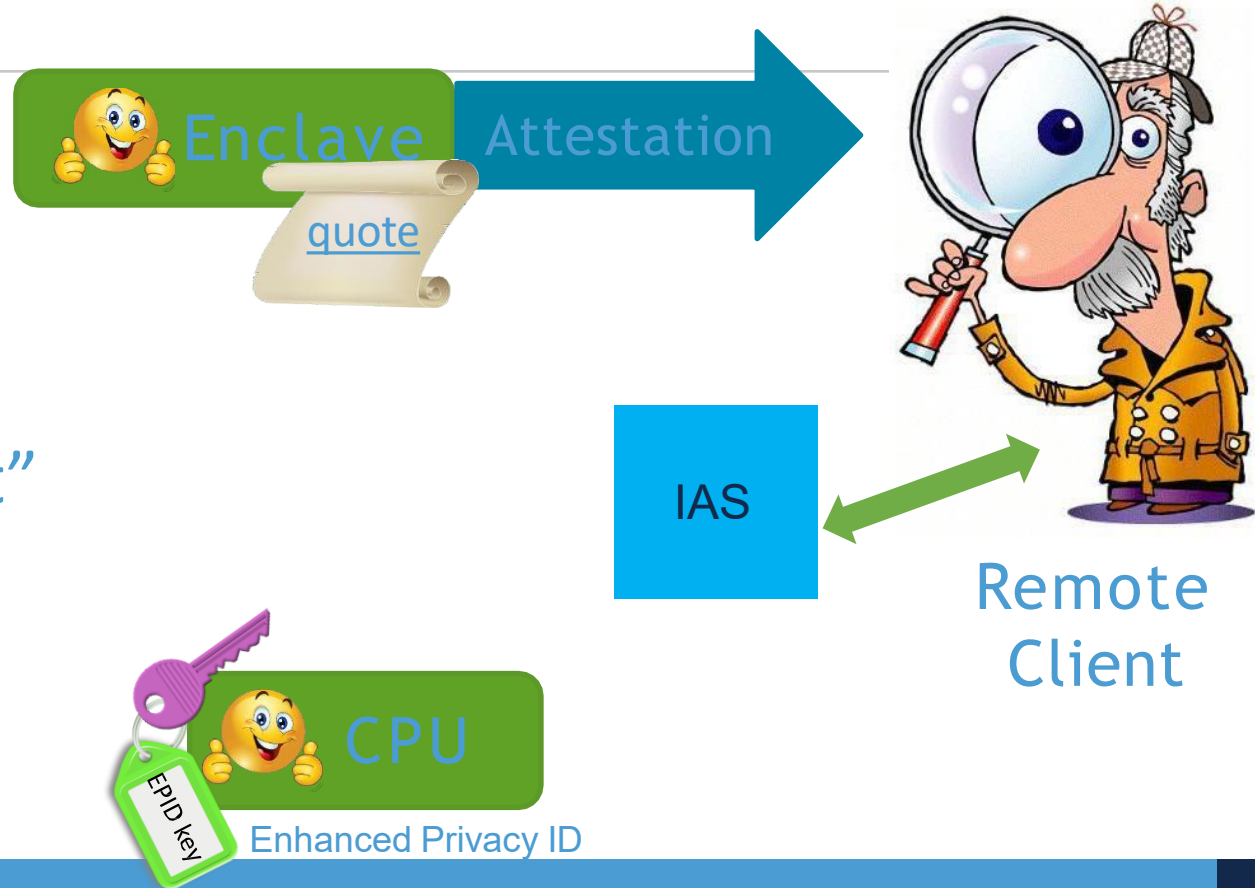 Enclave
Attestation
quote
t”
IAS
Remote
Client
CPU
EPID key
Enhanced Privacy ID